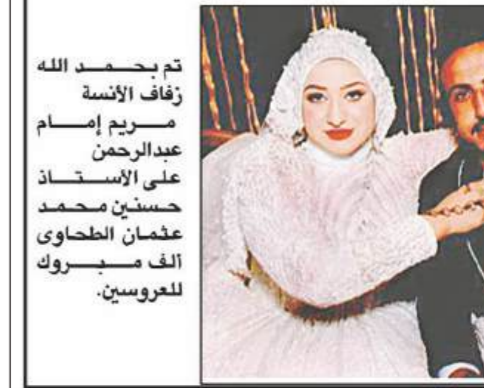 تم بحمد الله
زفاف الأنسة
مريم إمام
عبدالرحمن
على الأستاذ
حسنين محمد
عثمان الطحاوى
ألف مبروك
للعروسين.